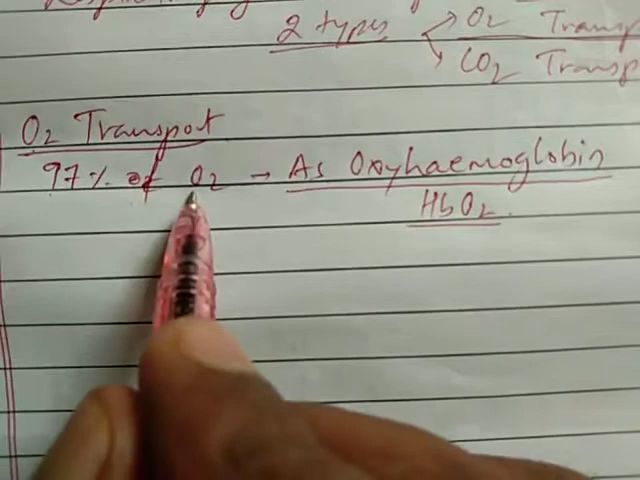 2 types O2 Transp
CO2 Transp
O2 Transport
97% of O2 → As Oxyhaemoglobin
HbO2.